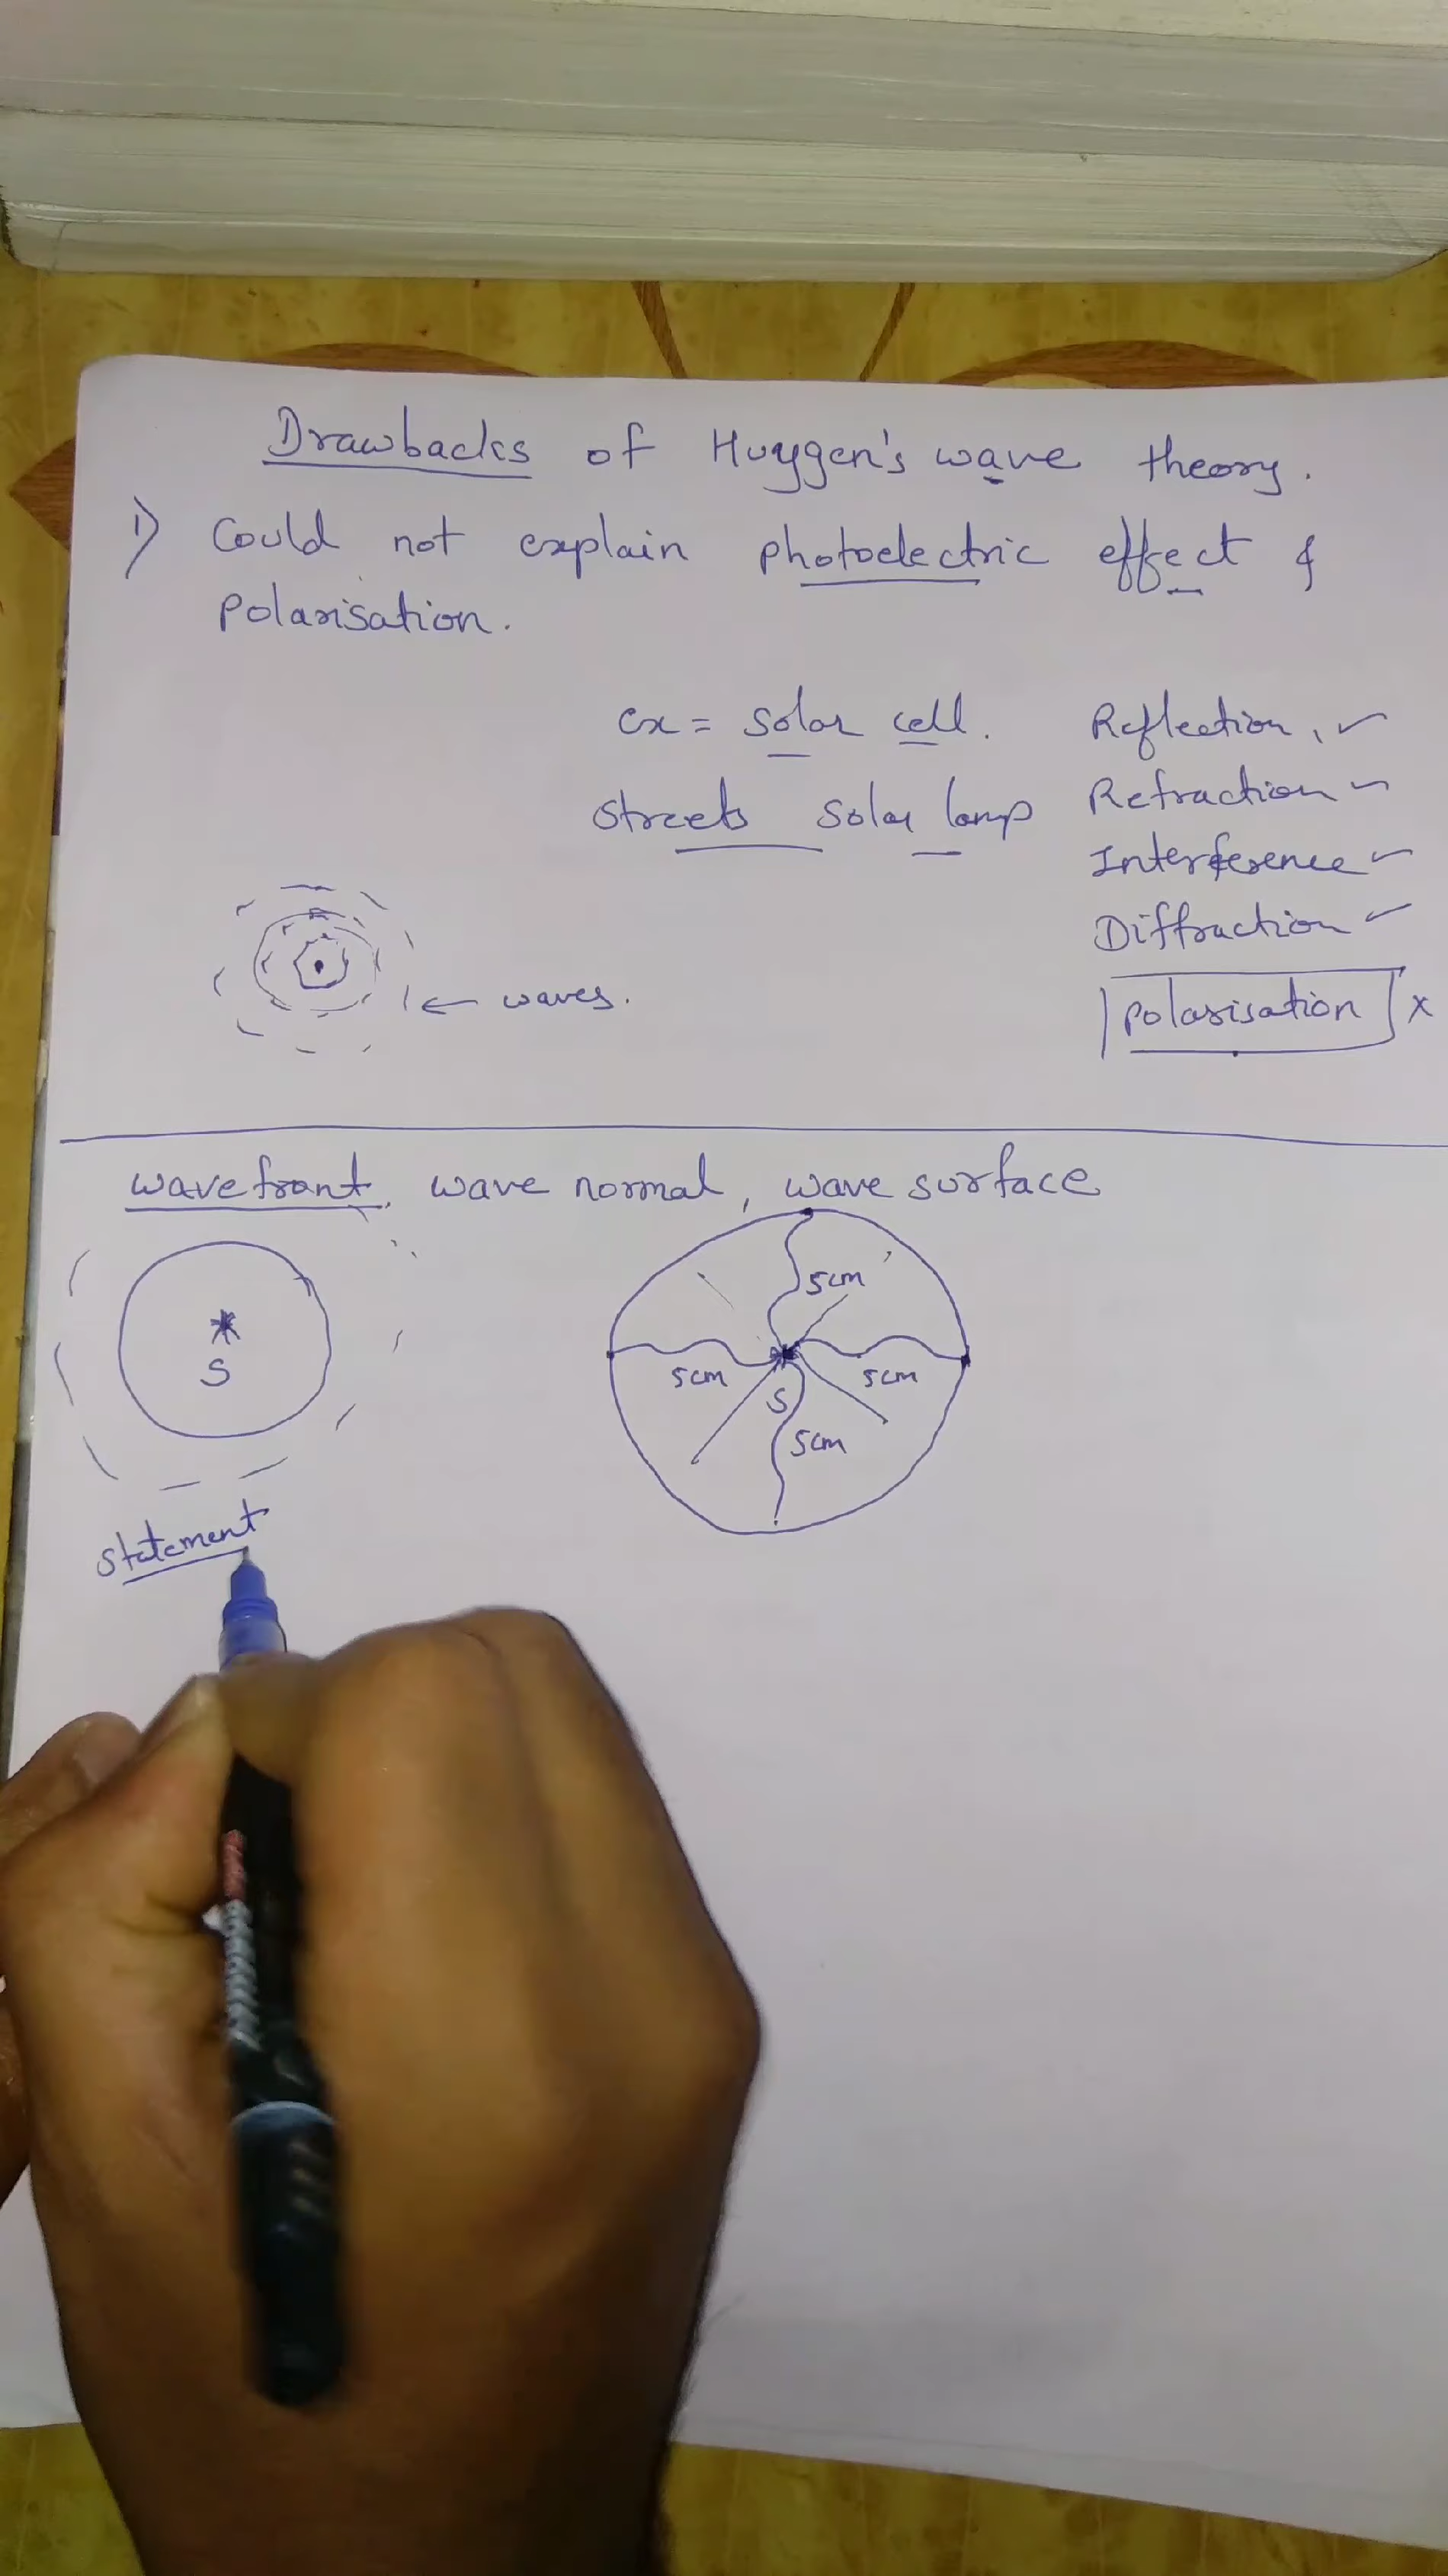 Drawbacks of Huygen's wave theory.
1) Could not explain photoelectric effect &
Polarisation.
ex = solar cell.
streets solar lamp
Reflection, ✓
Refraction ✓
Interference ✓
Diffraction ✓
polarisation x
← waves.
wavefront, wave normal, wave surface
S
5cm
5cm
5cm
S
5cm
statement